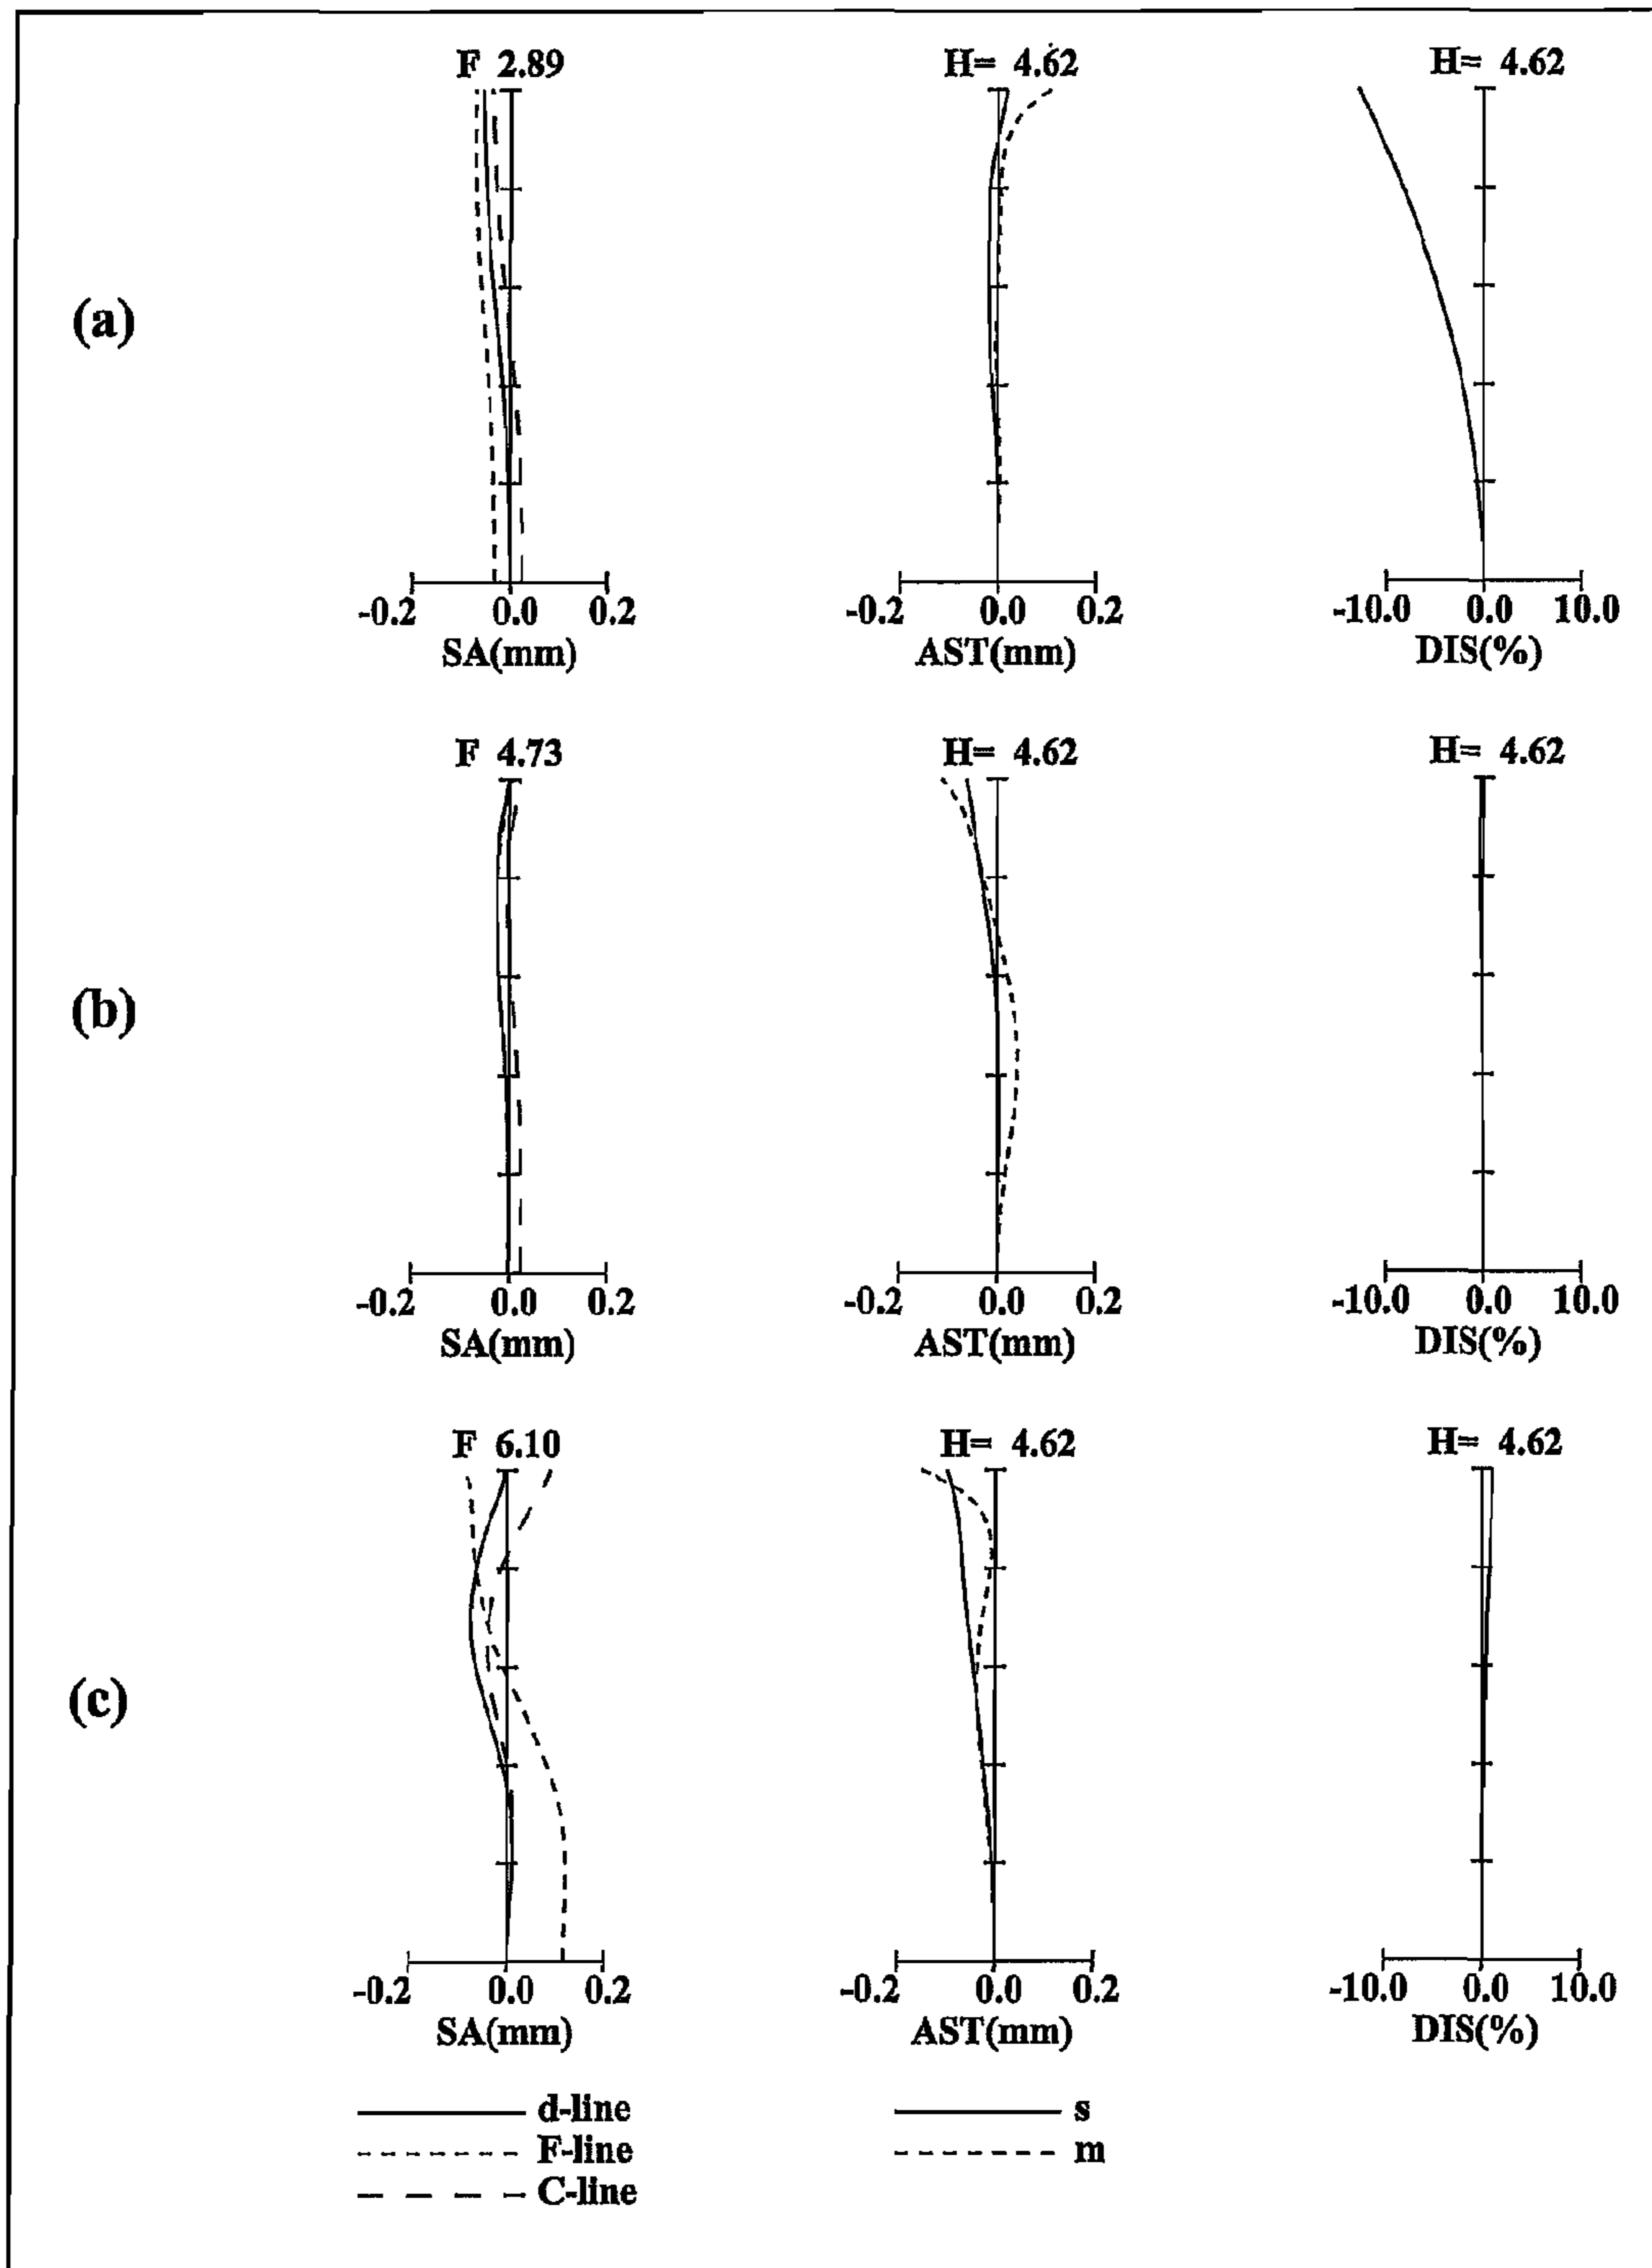 F 2.89
H= 4.62
H= 4.62
(a)
-0.2 0.0 0.2
SA(mm)
-0.2 0.0 0.2
AST(mm)
-10.0 0.0 10.0
DIS(%)
F 4.73
H= 4.62
H= 4.62
(b)
-0.2 0.0 0.2
SA(mm)
-0.2 0.0 0.2
AST(mm)
-10.0 0.0 10.0
DIS(%)
F 6.10
H= 4.62
H= 4.62
(c)
-0.2 0.0 0.2
SA(mm)
-0.2 0.0 0.2
AST(mm)
-10.0 0.0 10.0
DIS(%)
d-line
F-line
C-line
s
m